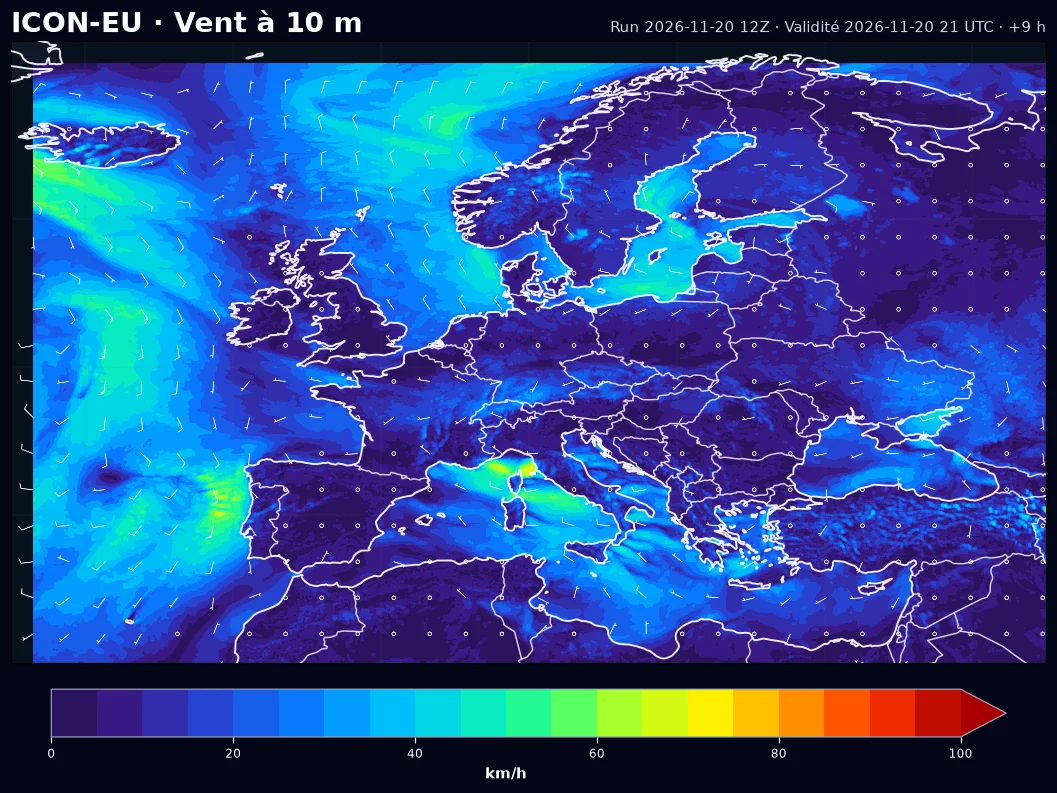 ICON-EU · Vent à 10 m
Run 2026-11-20 12Z · Validité 2026-11-20 21 UTC · +9 h
0 20 40 60 80 100
km/h